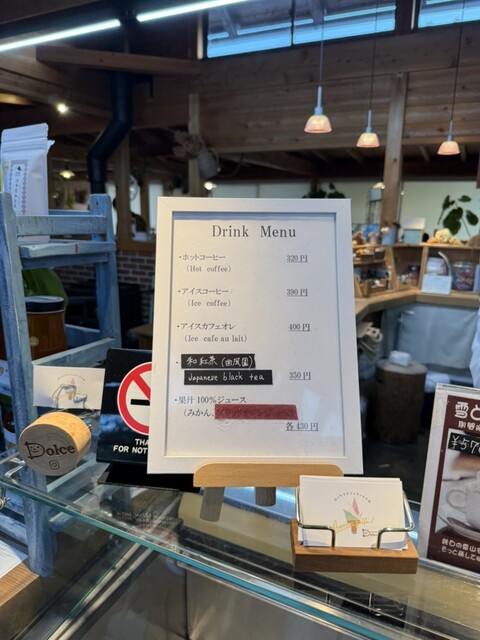 Drink Menu
・ホットコーヒー 320円
(Hot coffee)
・アイスコーヒー 390円
(Ice coffee)
・アイスカフェオレ 400円
(Ice cafe au lait)
・和紅茶
Japanese black tea 350円
・果汁100%ジュース
(みかん、
各430円
Dolce
THA
FOR NOT